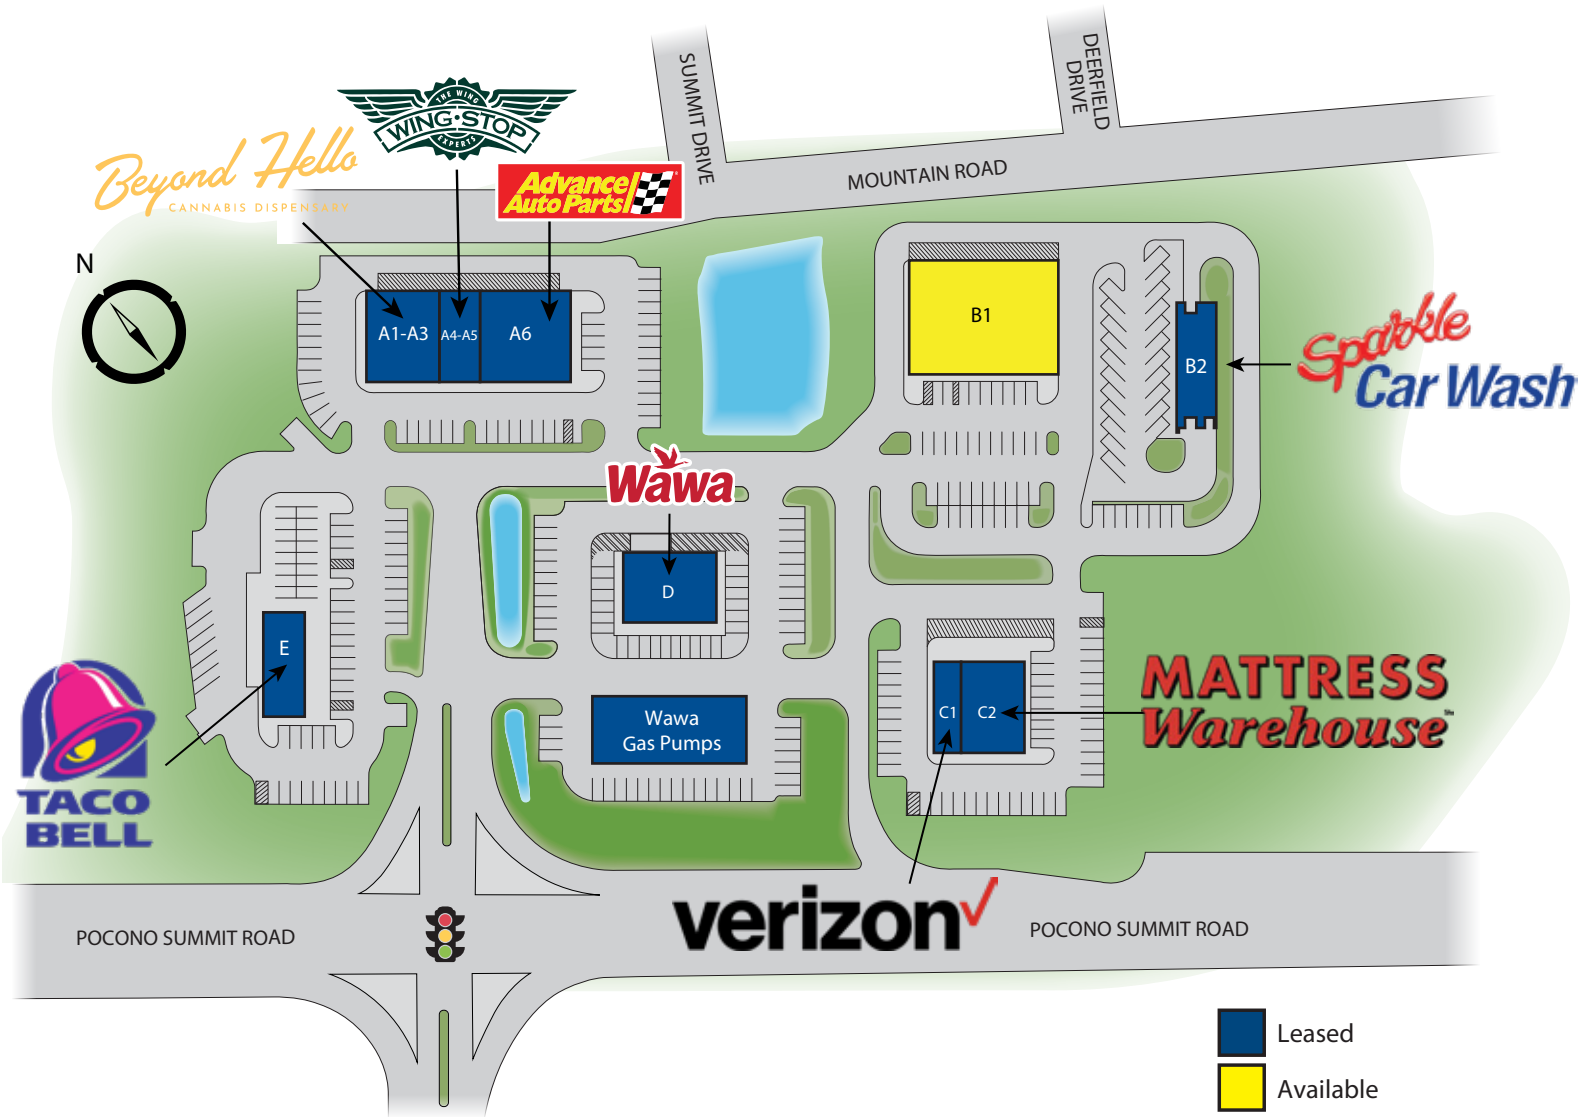 SUMMIT DRIVE
DEERFIELD
DRIVE
THE WING
WING·STOP
EXPERTS
Beyond Hello
CANNABIS DISPENSARY
Advance
Auto Parts
MOUNTAIN ROAD
N
A1-A3
A4-A5
A6
B1
B2
Sparkle
Car Wash
Wawa
D
E
MATTRESS
Warehouse
C1
C2
Wawa
Gas Pumps
TACO
BELL
verizon
POCONO SUMMIT ROAD
POCONO SUMMIT ROAD
Leased
Available